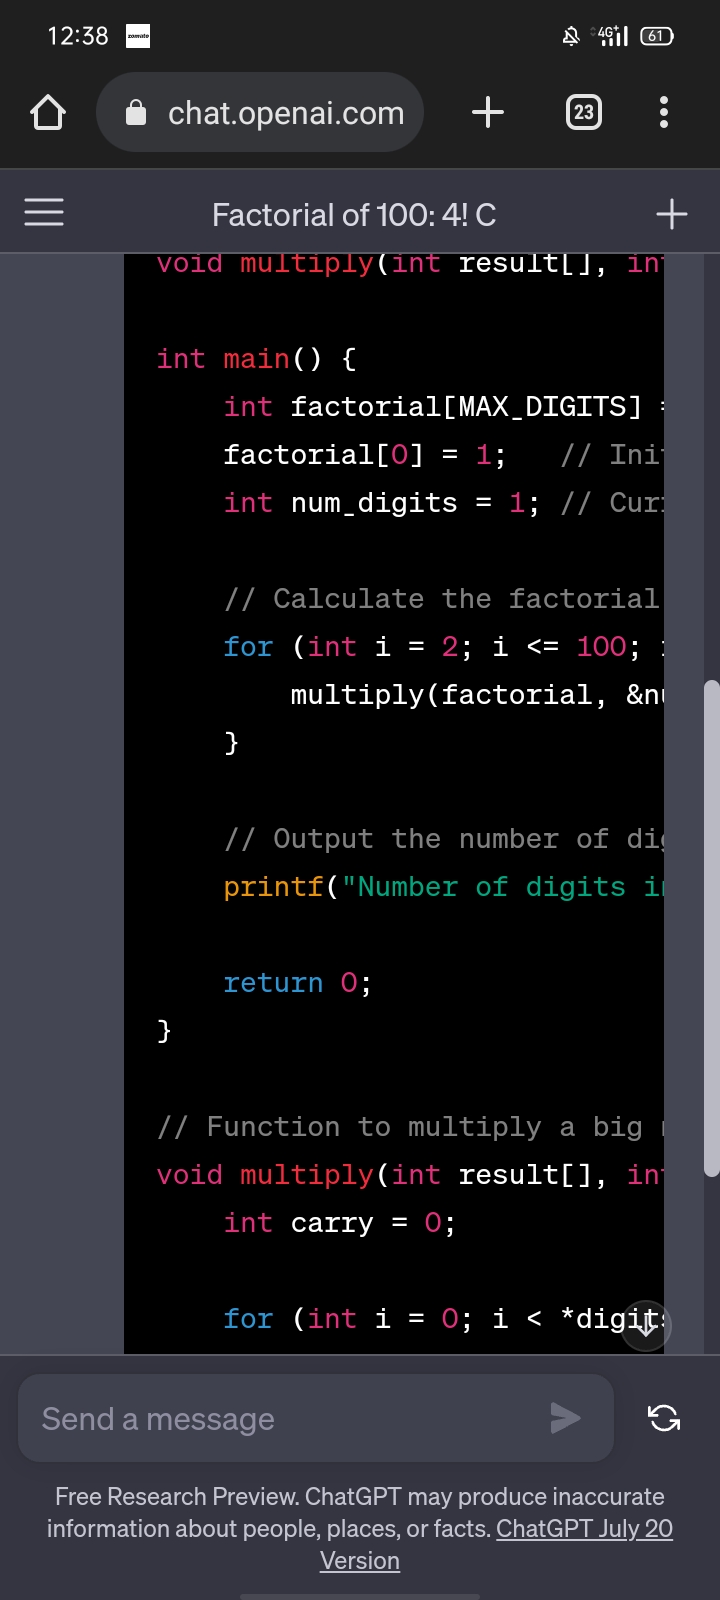 12:38 zomato 4G+ 61
chat.openai.com 23
Factorial of 100: 4! C
void multiply(int result[], int
int main() {
int factorial[MAX_DIGITS] =
factorial[0] = 1; // Init
int num_digits = 1; // Curr
// Calculate the factorial
for (int i = 2; i <= 100; i
multiply(factorial, &nu
}
// Output the number of dig
printf("Number of digits in
return 0;
}
// Function to multiply a big
void multiply(int result[], int
int carry = 0;
for (int i = 0; i < *digits
Send a message
Free Research Preview. ChatGPT may produce inaccurate
information about people, places, or facts. ChatGPT July 20
Version